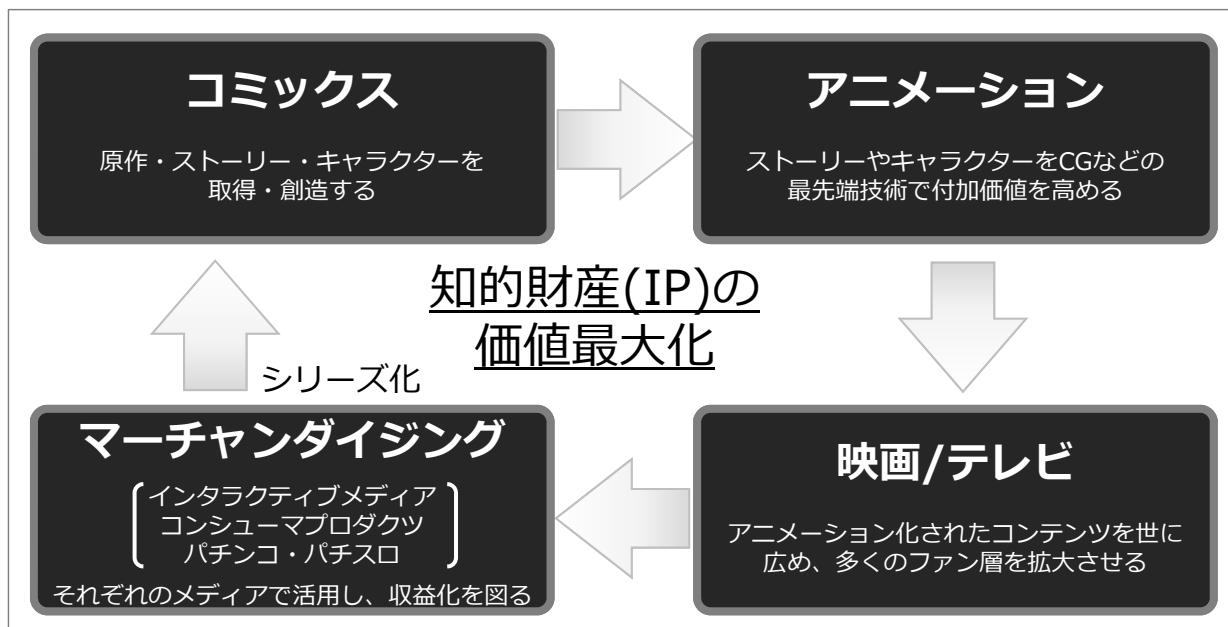 コミックス
原作・ストーリー・キャラクターを
取得・創造する
アニメーション
ストーリーやキャラクターをCGなどの
最先端技術で付加価値を高める
知的財産(IP)の
価値最大化
シリーズ化
マーチャンダイジング
インタラクティブメディア
コンシューマプロダクツ
パチンコ・パチスロ
それぞれのメディアで活用し、収益化を図る
映画/テレビ
アニメーション化されたコンテンツを世に
広め、多くのファン層を拡大させる